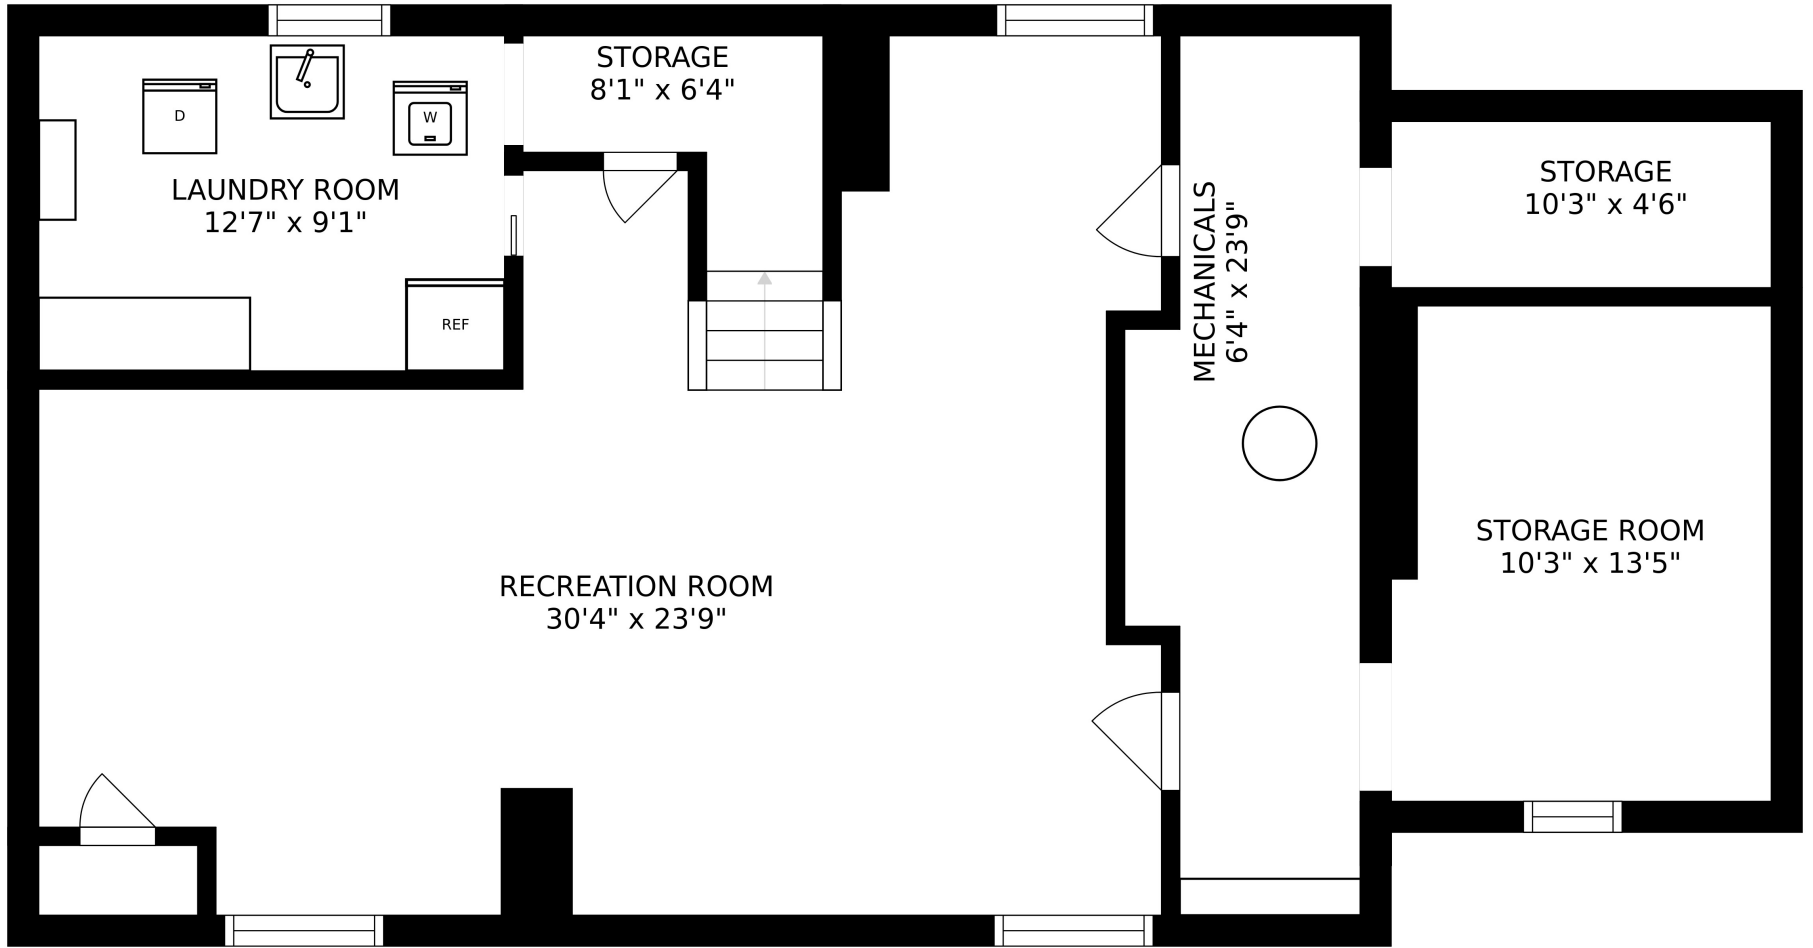 STORAGE
8'1" x 6'4"
D
W
LAUNDRY ROOM
12'7" x 9'1"
REF
STORAGE
10'3" x 4'6"
MECHANICALS
6'4" x 23'9"
STORAGE ROOM
10'3" x 13'5"
RECREATION ROOM
30'4" x 23'9"